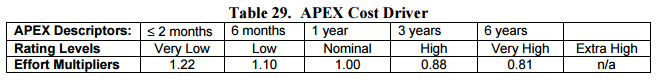 Table 29. APEX Cost Driver
APEX Descriptors: ≤ 2 months 6 months 1 year 3 years 6 years
Rating Levels Very Low Low Nominal High Very High Extra High
Effort Multipliers 1.22 1.10 1.00 0.88 0.81 n/a